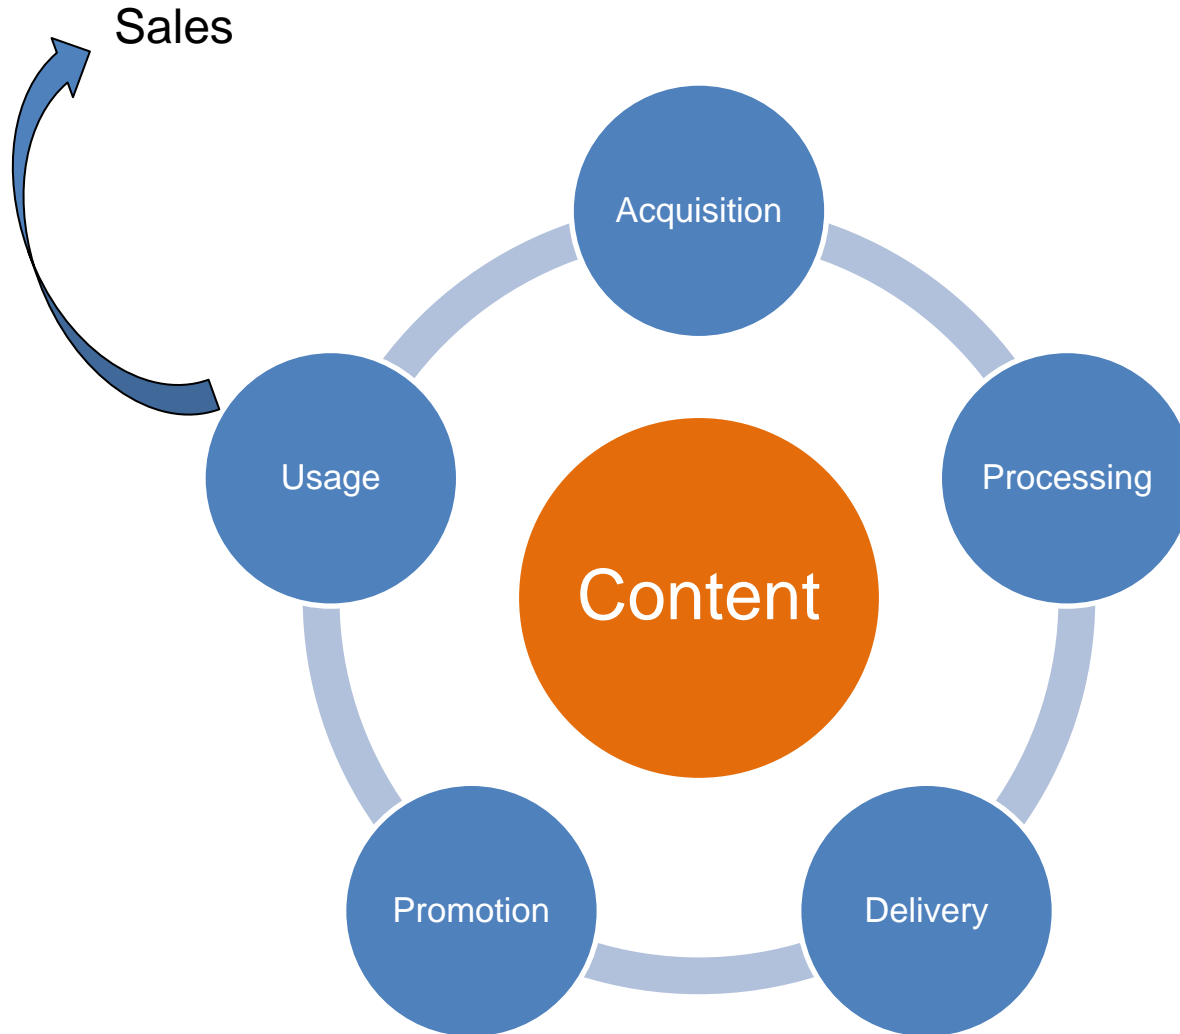 Sales
Acquisition
Usage
Processing
Content
Promotion
Delivery